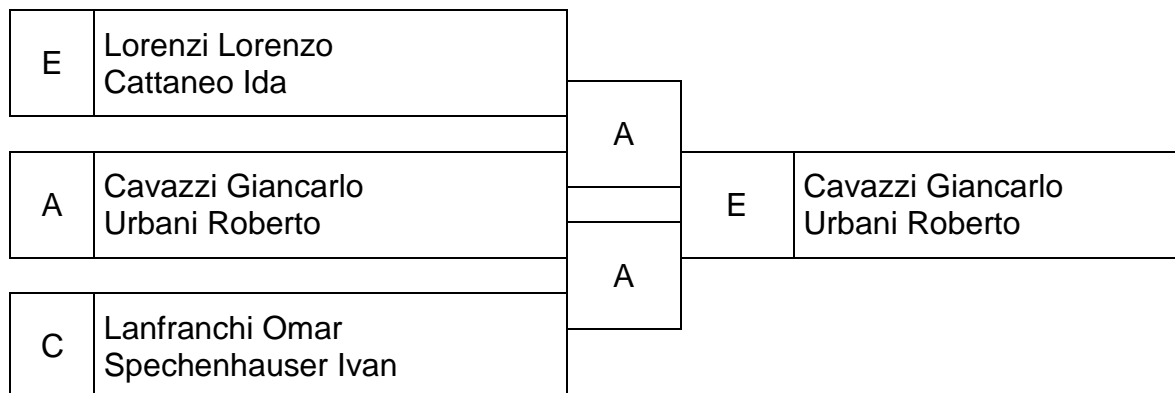 E
Lorenzi Lorenzo
Cattaneo Ida
A
A
Cavazzi Giancarlo
Urbani Roberto
E
Cavazzi Giancarlo
Urbani Roberto
A
C
Lanfranchi Omar
Spechenhauser Ivan